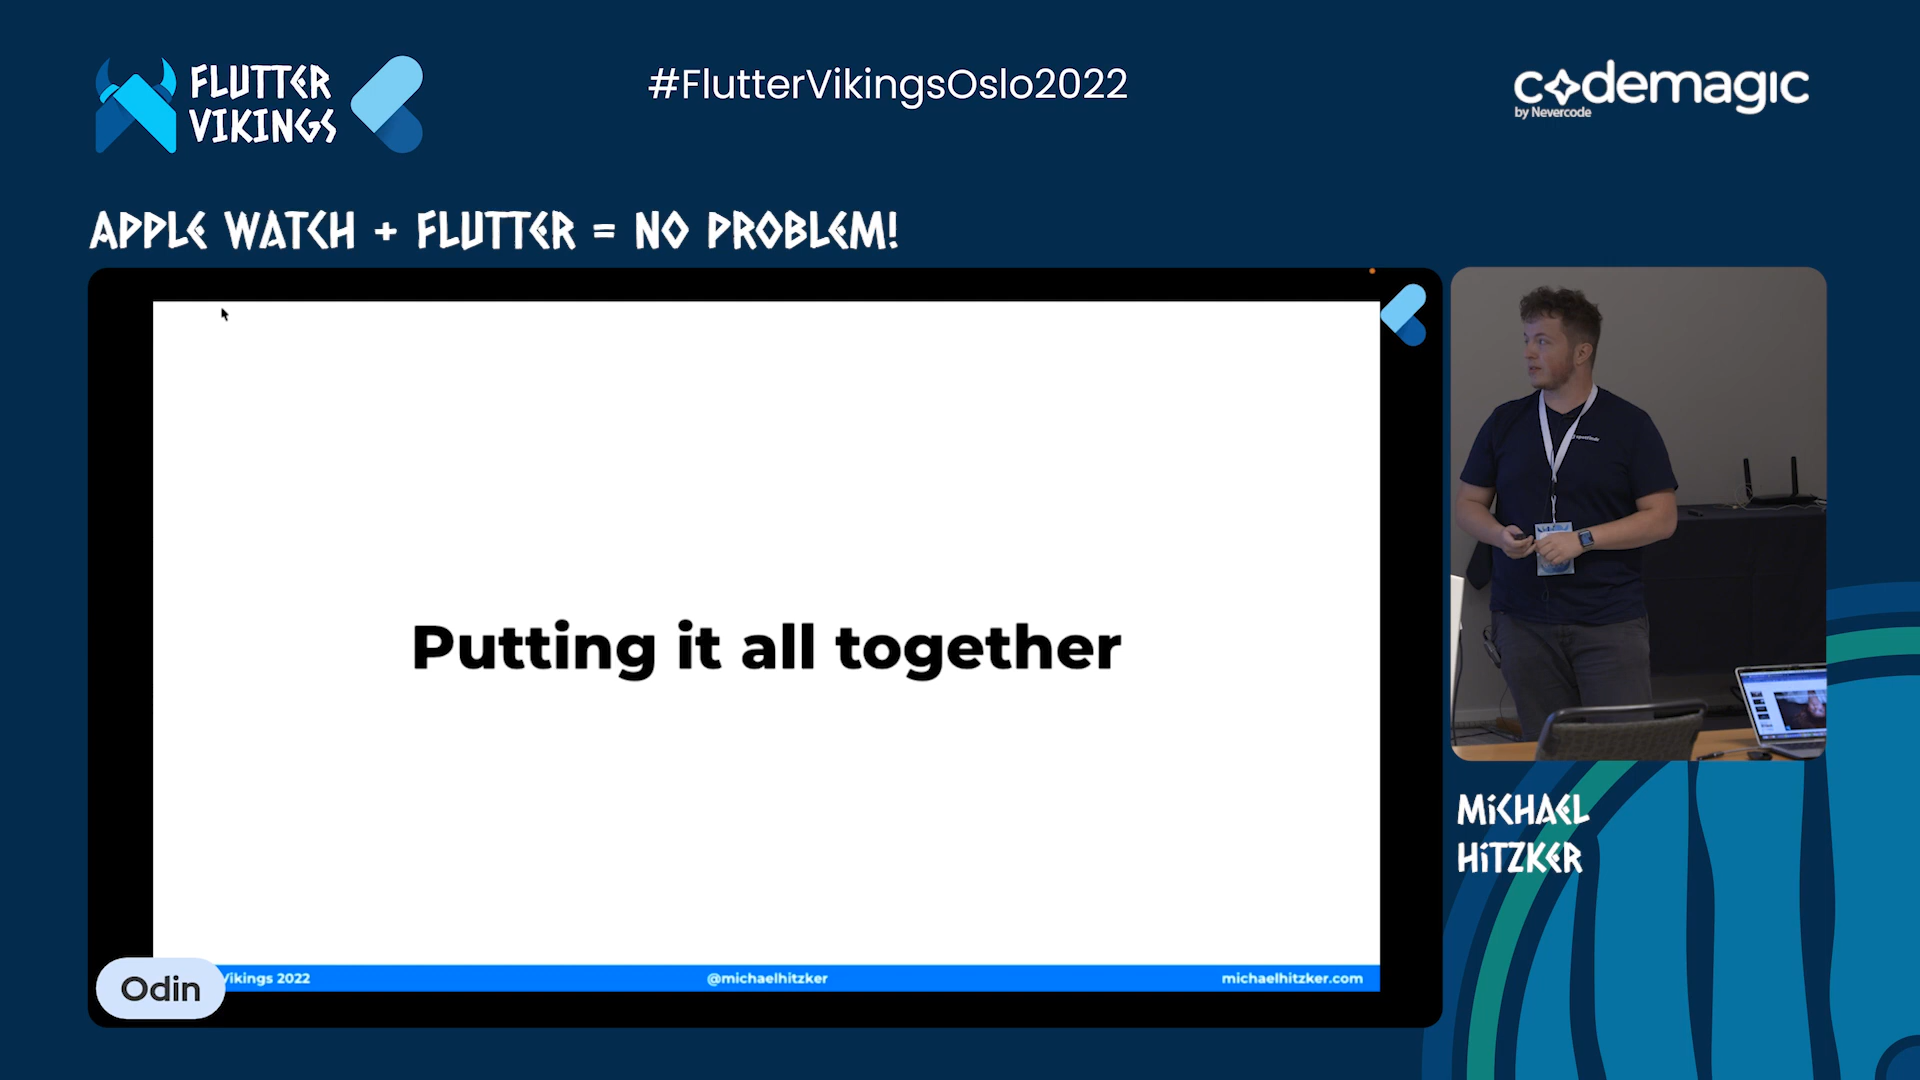 FLUTTER
VIKINGS
#FlutterVikingsOslo2022
codemagic
by Nevercode
APPLE WATCH + FLUTTER = NO PROBLEM!
Putting it all together
Odin
Vikings 2022
@michaelhitzker
michaelhitzker.com
MICHAEL
HITZKER